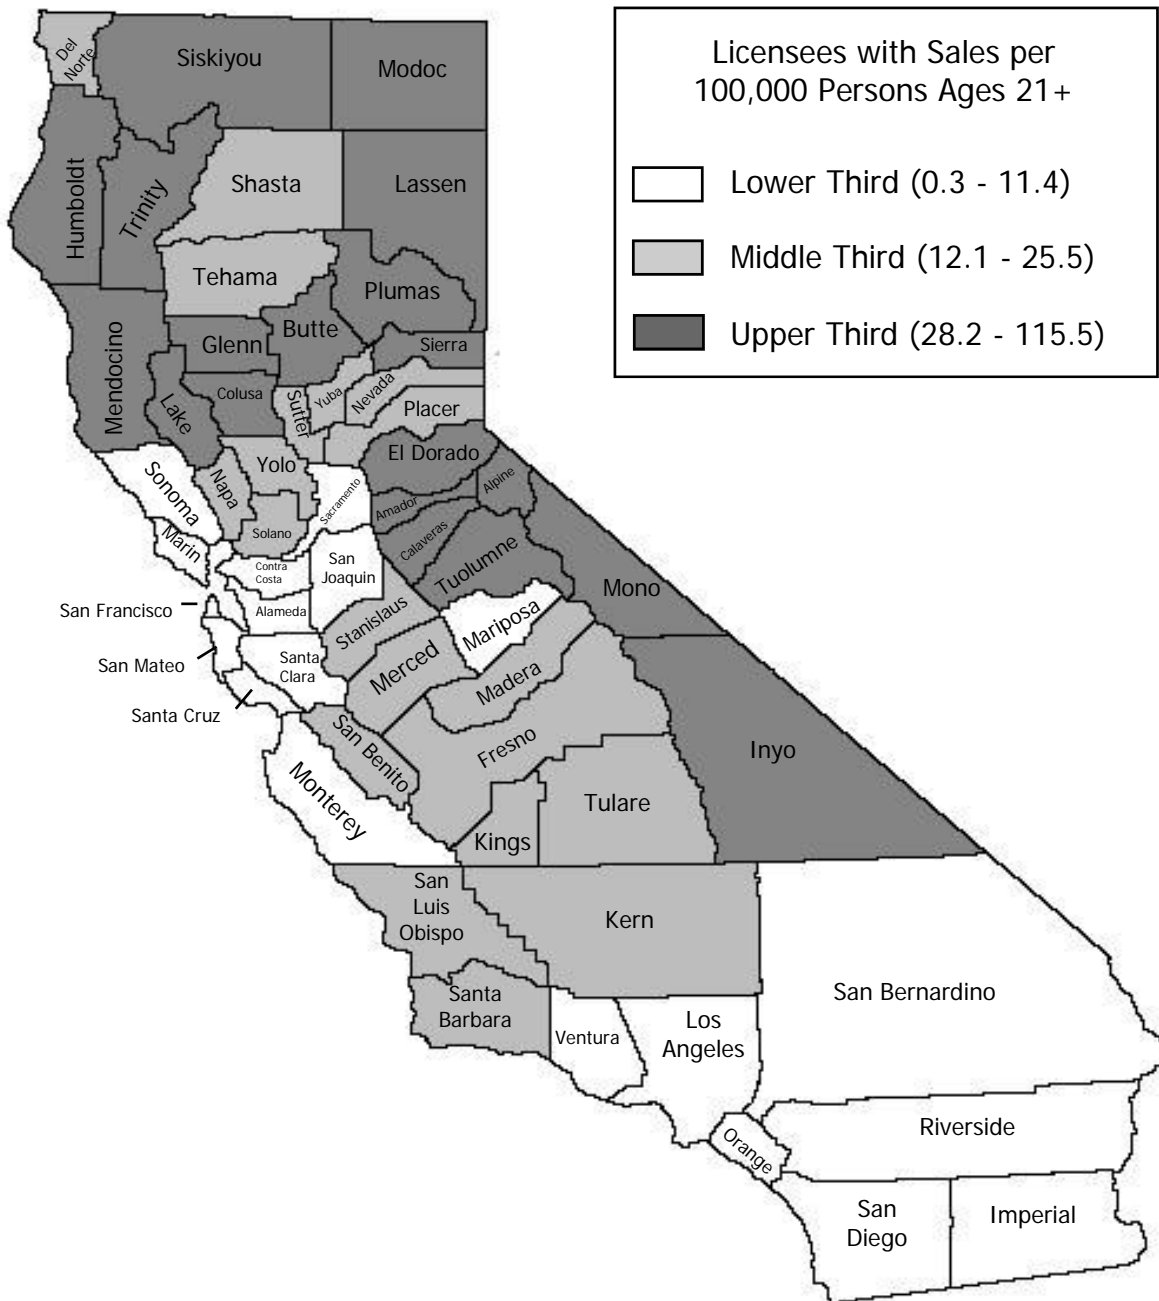 Licensees with Sales per
100,000 Persons Ages 21+
Lower Third (0.3 - 11.4)
Middle Third (12.1 - 25.5)
Upper Third (28.2 - 115.5)
Del
Norte
Siskiyou
Modoc
Humboldt
Trinity
Shasta
Lassen
Tehama
Plumas
Mendocino
Glenn
Butte
Sierra
Lake
Colusa
Sutter
Yuba
Nevada
Placer
El Dorado
Sonoma
Napa
Yolo
Sacramento
Amador
Alpine
Solano
Marin
Calaveras
Contra
Costa
San
Joaquin
Tuolumne
Mono
San Francisco
Alameda
Stanislaus
Mariposa
San Mateo
Santa
Clara
Merced
Madera
Santa Cruz
San Benito
Fresno
Inyo
Monterey
Kings
Tulare
San
Luis
Obispo
Kern
Santa
Barbara
San Bernardino
Ventura
Los
Angeles
Orange
Riverside
San
Diego
Imperial